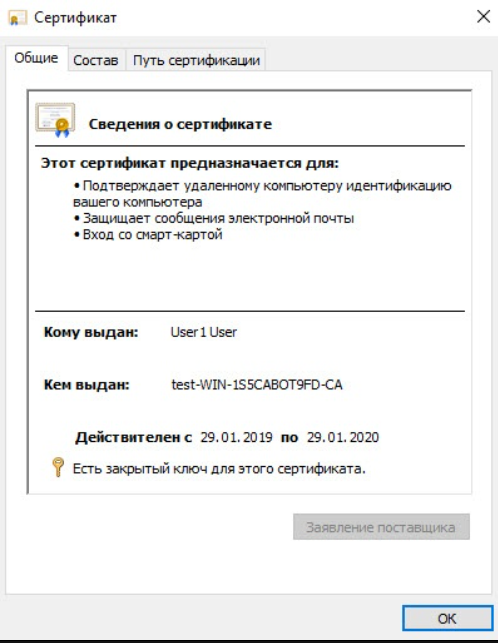 Сертификат
Общие Состав Путь сертификации
Сведения о сертификате
Этот сертификат предназначается для:
• Подтверждает удаленному компьютеру идентификацию
вашего компьютера
• Защищает сообщения электронной почты
• Вход со смарт-картой
Кому выдан: User1 User
Кем выдан: test-WIN-1S5CABOT9FD-CA
Действителен с 29.01.2019 по 29.01.2020
Есть закрытый ключ для этого сертификата.
Заявление поставщика
OK